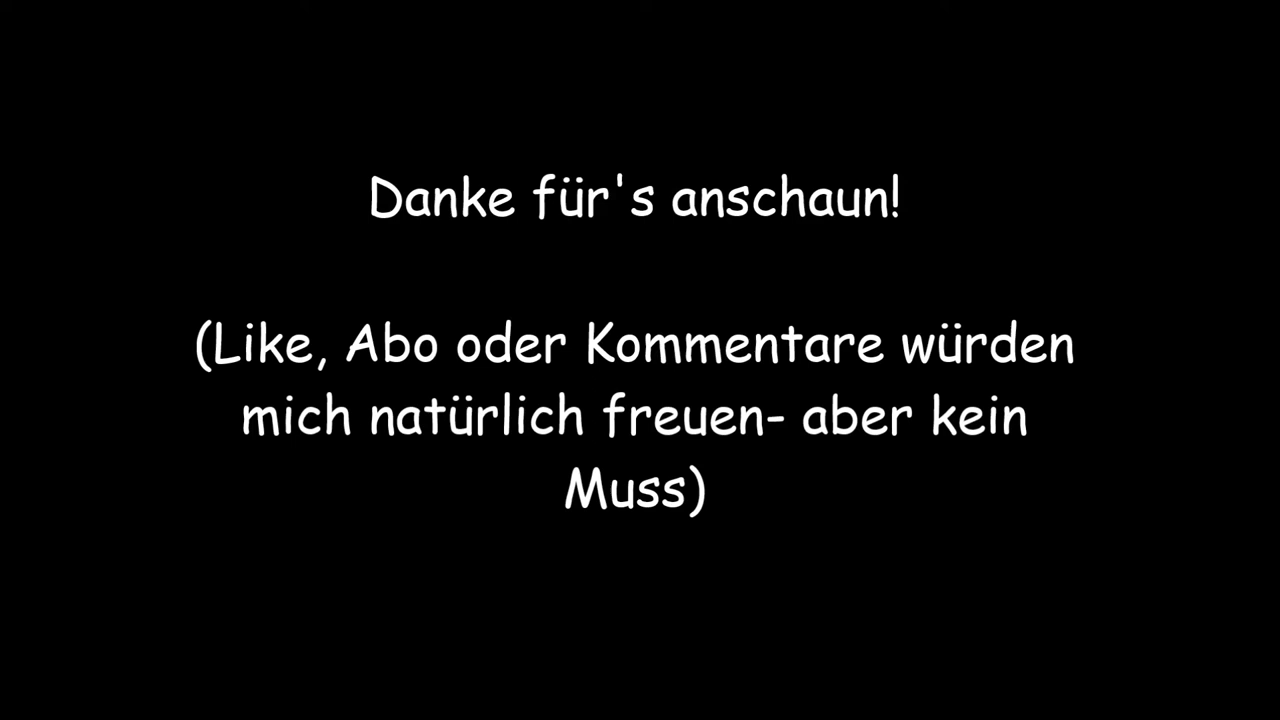 Danke für's anschaun!
(Like, Abo oder Kommentare würden
mich natürlich freuen- aber kein
Muss)